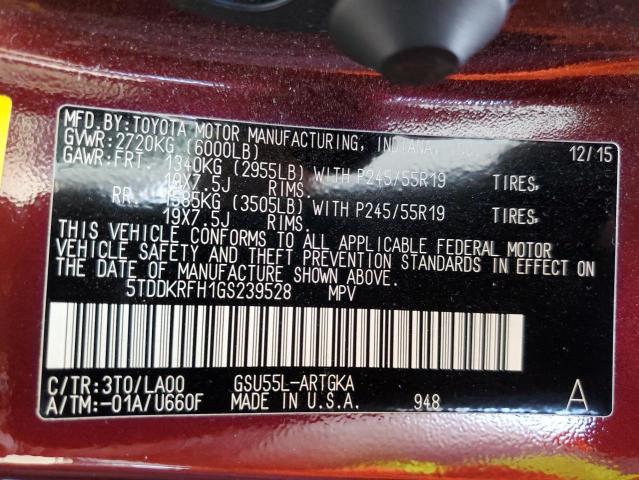 MFD.BY:TOYOTA MOTOR MANUFACTURING, INDIANA,
GVWR:2720KG (6000LB) 12/15
GAWR:FRT. 1340KG (2955LB) WITH P245/55R19 TIRES,
19X7.5J RIMS.
RR. 1585KG (3505LB) WITH P245/55R19 TIRES,
19X7.5J RIMS.
THIS VEHICLE CONFORMS TO ALL APPLICABLE FEDERAL MOTOR
VEHICLE SAFETY AND THEFT PREVENTION STANDARDS IN EFFECT ON
THE DATE OF MANUFACTURE SHOWN ABOVE.
5TDDKRFH1GS239528 MPV
C/TR:3T0/LA00 GSU55L-ARTGKA
A/TM:-01A/U660F MADE IN U.S.A. 948 A